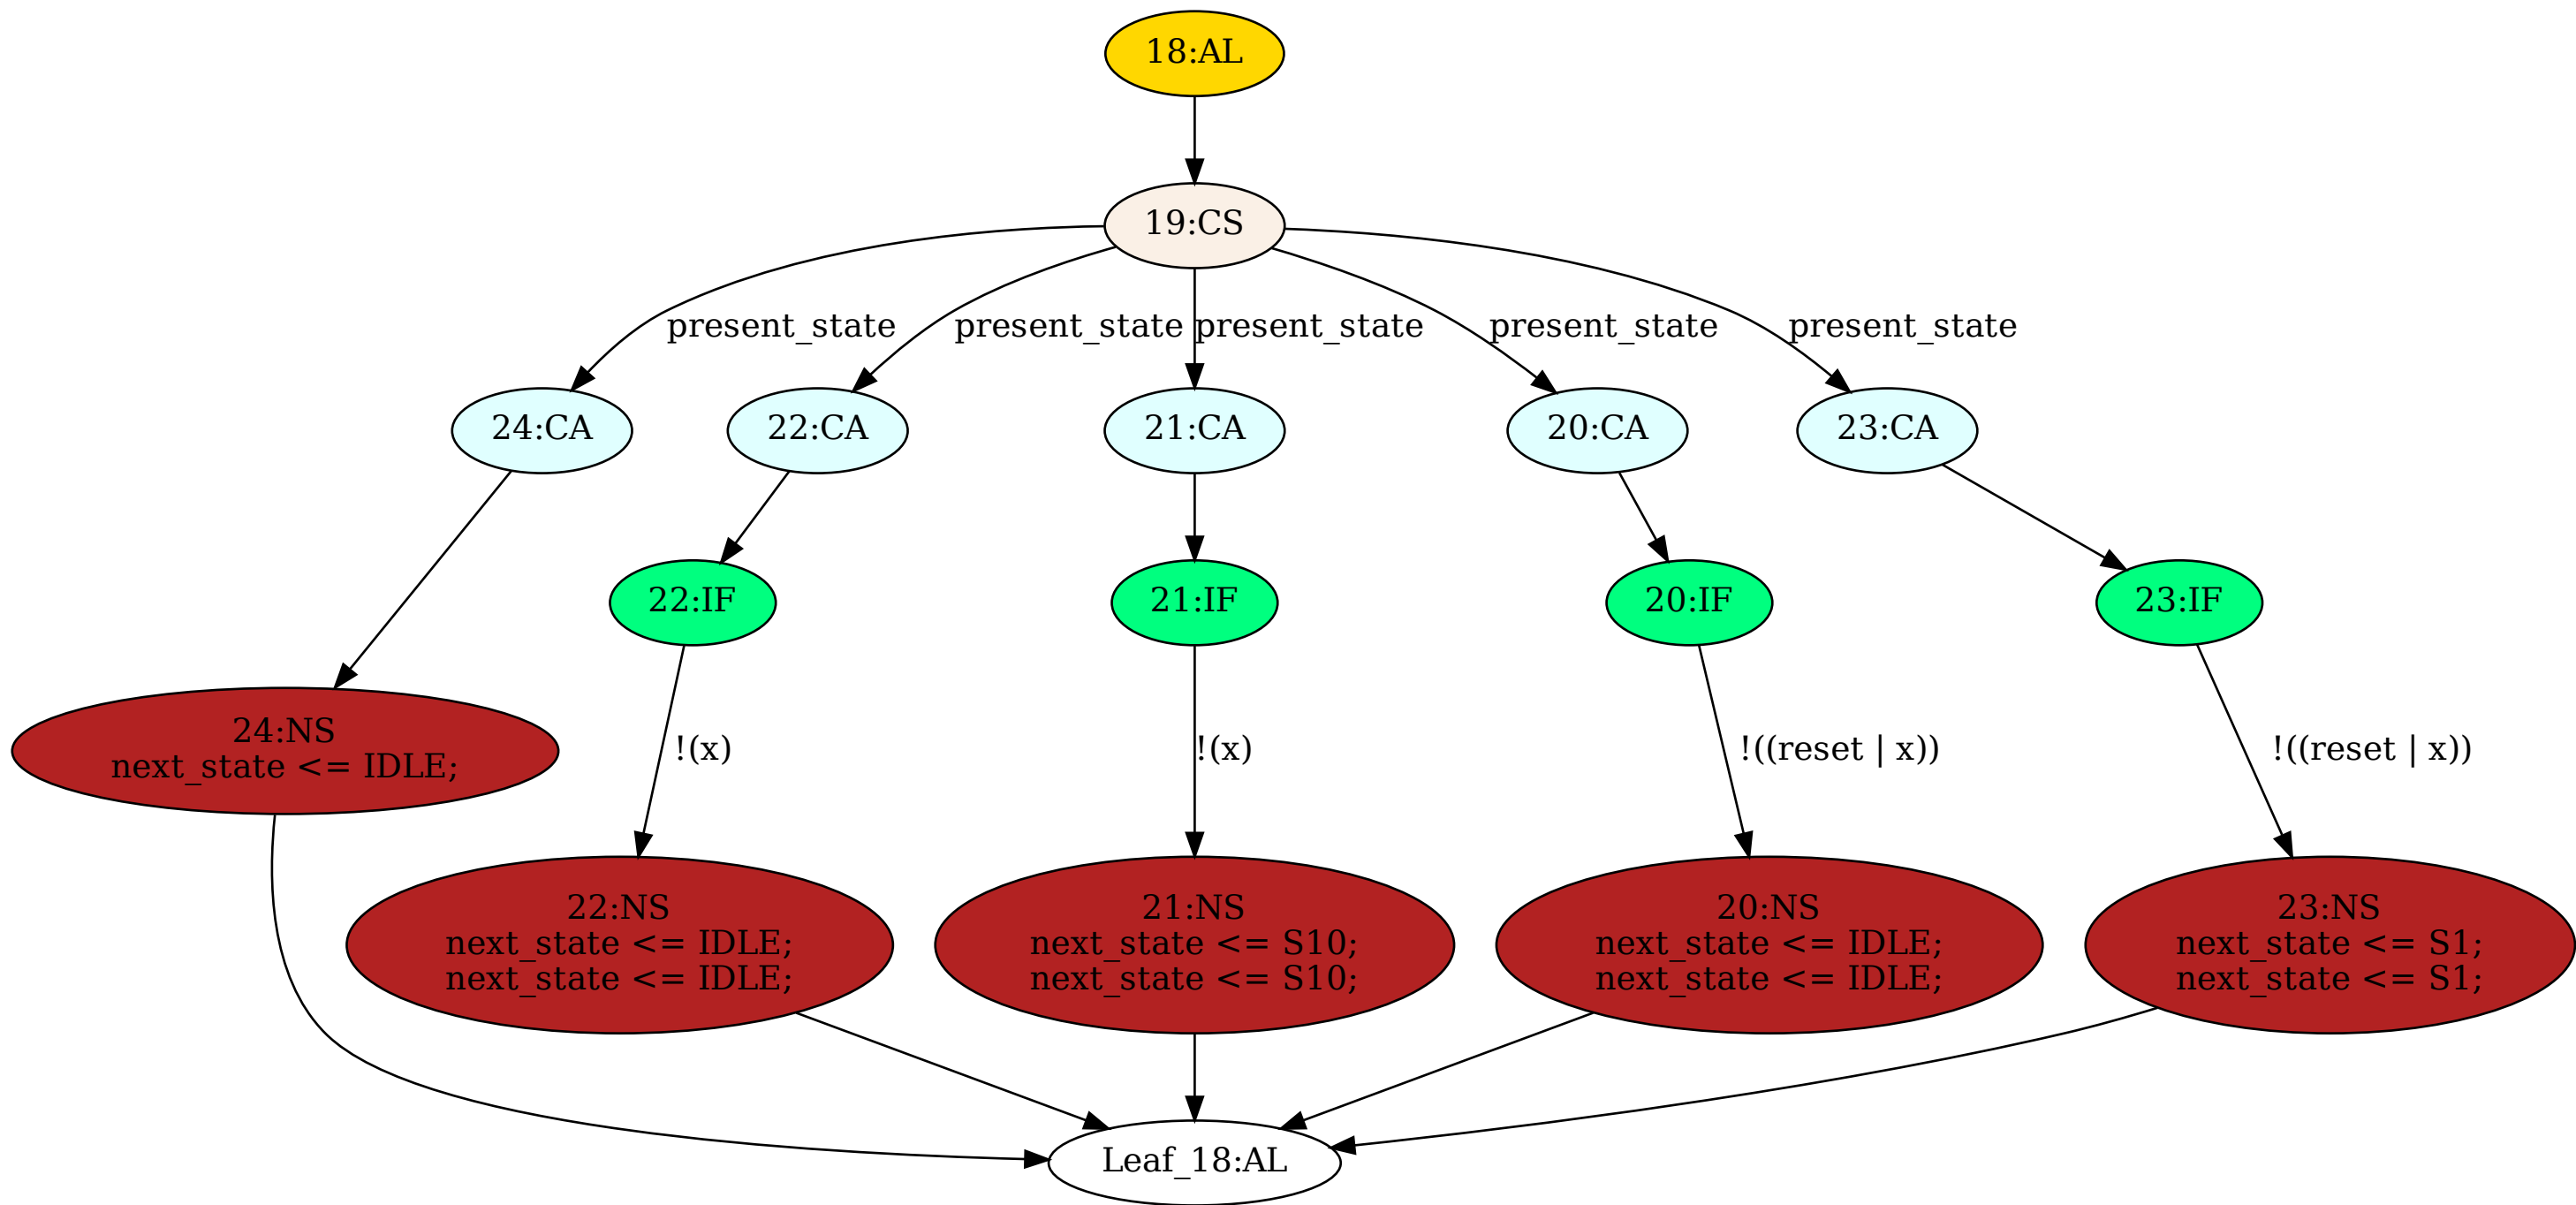 18:AL
19:CS
present_state
present_state
present_state
present_state
present_state
24:CA
22:CA
21:CA
20:CA
23:CA
22:IF
21:IF
20:IF
23:IF
24:NS
next_state <= IDLE;
!(x)
!(x)
!((reset | x))
!((reset | x))
22:NS
next_state <= IDLE;
next_state <= IDLE;
21:NS
next_state <= S10;
next_state <= S10;
20:NS
next_state <= IDLE;
next_state <= IDLE;
23:NS
next_state <= S1;
next_state <= S1;
Leaf_18:AL